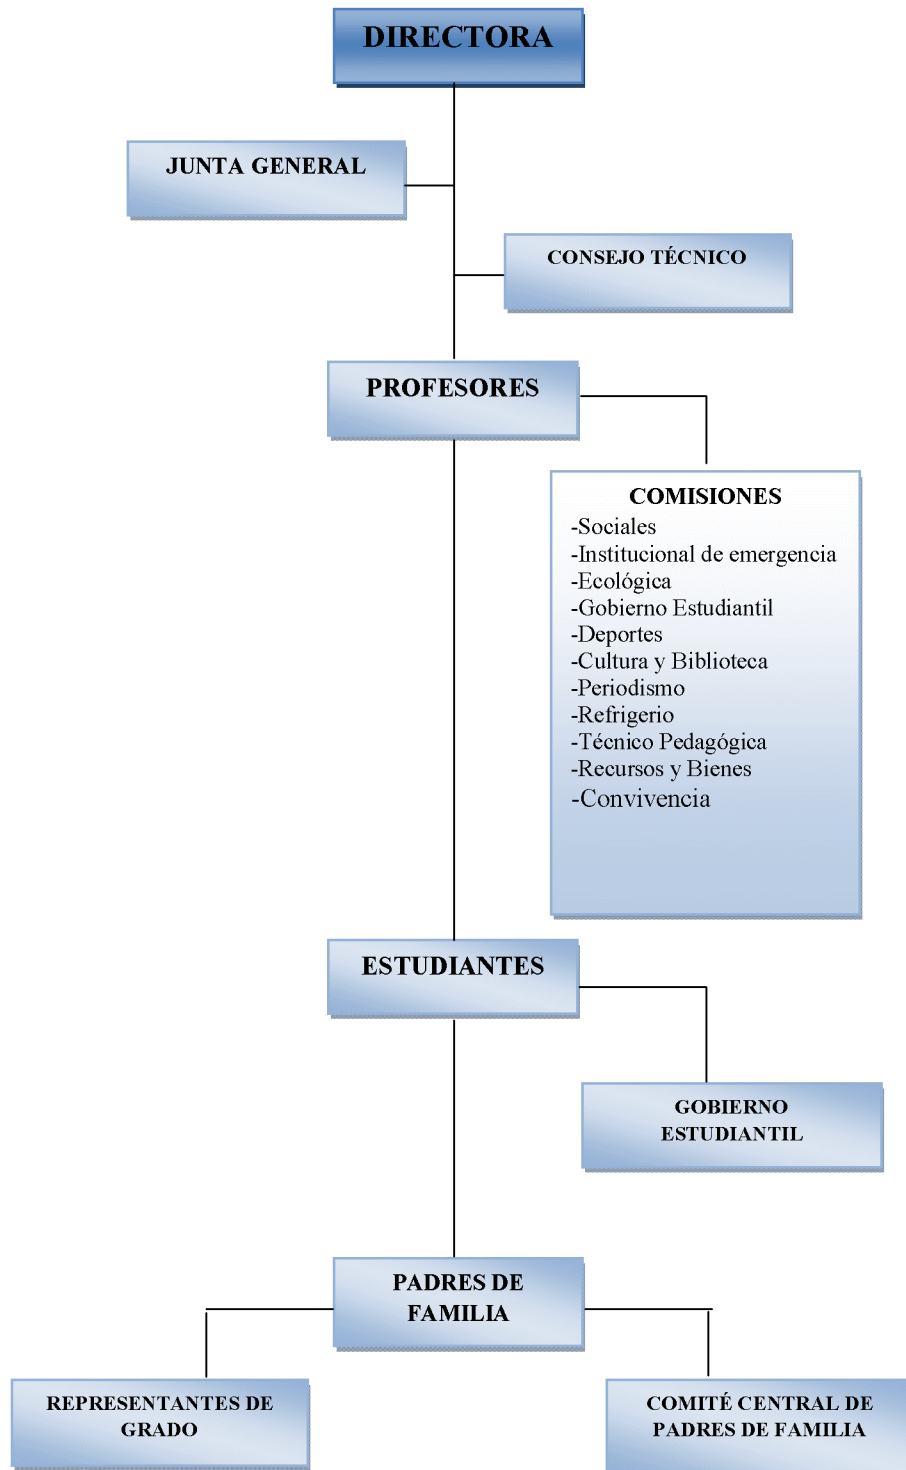 DIRECTORA
JUNTA GENERAL
CONSEJO TÉCNICO
PROFESORES
COMISIONES
-Sociales
-Institucional de emergencia
-Ecológica
-Gobierno Estudiantil
-Deportes
-Cultura y Biblioteca
-Periodismo
-Refrigerio
-Técnico Pedagógica
-Recursos y Bienes
-Convivencia
ESTUDIANTES
GOBIERNO
ESTUDIANTIL
PADRES DE
FAMILIA
REPRESENTANTES DE
GRADO
COMITÉ CENTRAL DE
PADRES DE FAMILIA